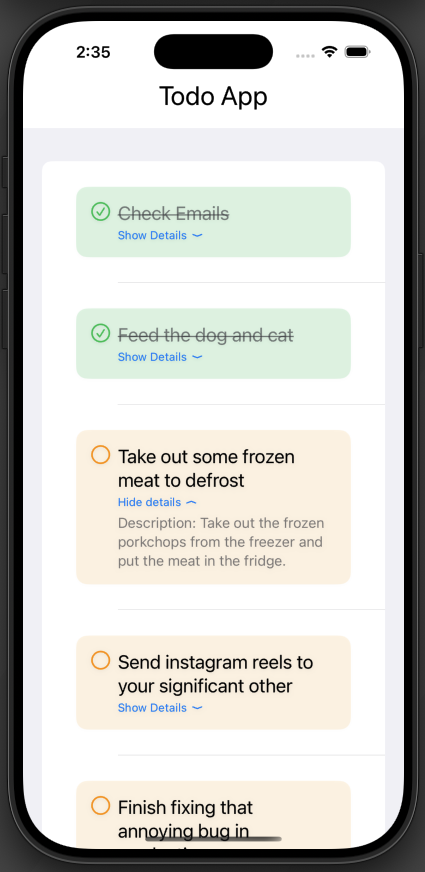 2:35
Todo App
Check Emails
Show Details
Feed the dog and cat
Show Details
Take out some frozen
meat to defrost
Hide details
Description: Take out the frozen
porkchops from the freezer and
put the meat in the fridge.
Send instagram reels to
your significant other
Show Details
Finish fixing that
annoying bug in